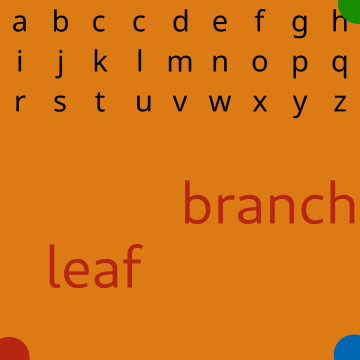 a b c c d e f g h
i j k l m n o p q
r s t u v w x y z
branch
leaf